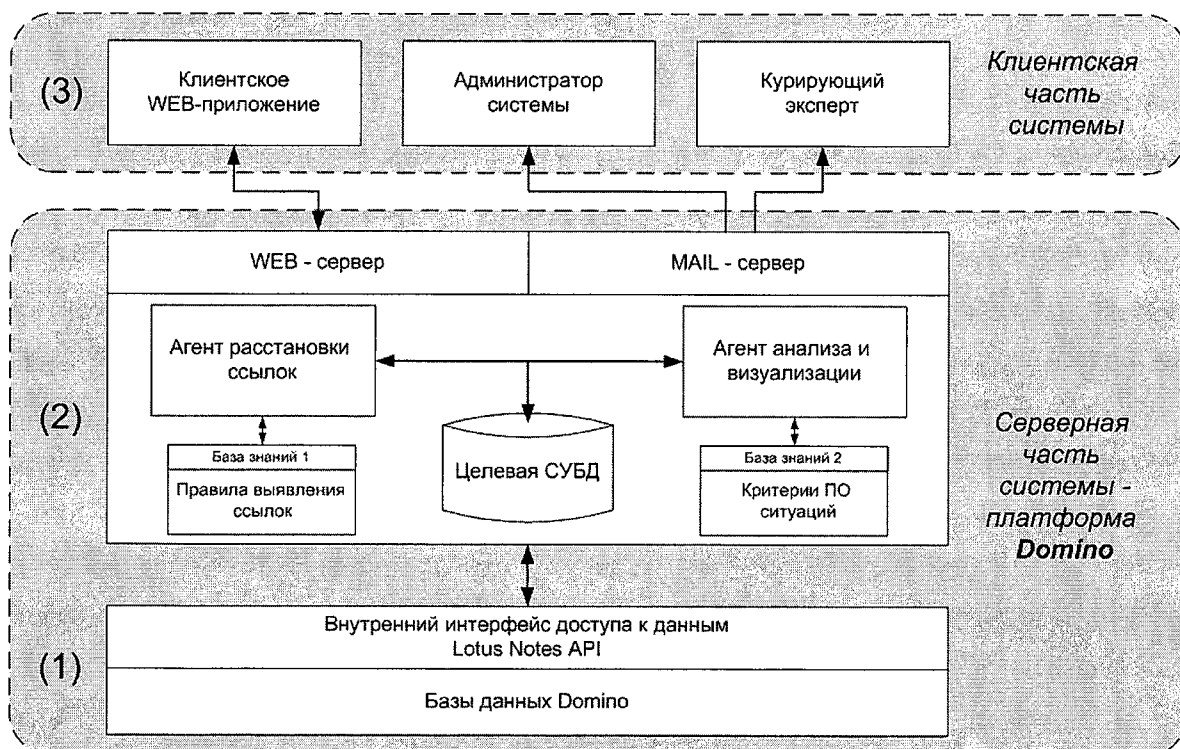 (3)
Клиентское
WEB-приложение
Администратор
системы
Курирующий
эксперт
Клиентская
часть
системы
WEB - сервер
MAIL - сервер
(2)
Агент расстановки
ссылок
Агент анализа и
визуализации
База знаний 1
Правила выявления
ссылок
Целевая СУБД
База знаний 2
Критерии ПО
ситуаций
Серверная
часть
системы -
платформа
Domino
(1)
Внутренний интерфейс доступа к данным
Lotus Notes API
Базы данных Domino